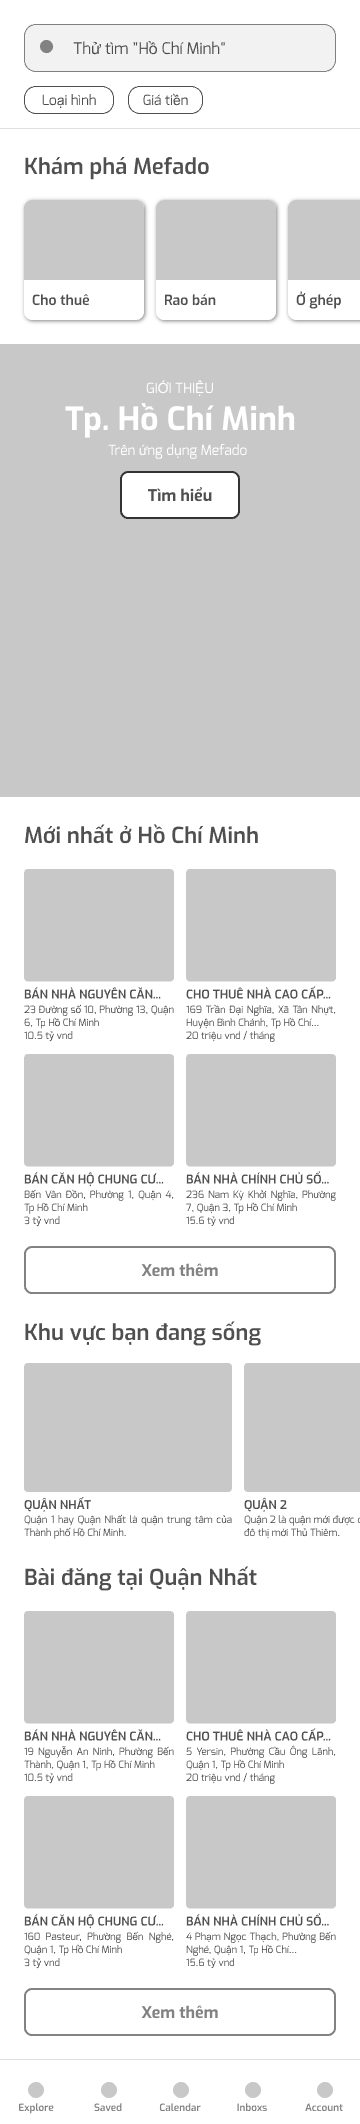 Thử tìm "Hồ Chí Minh"
Loại hình
Giá tiền
Khám phá Mefado
Cho thuê
Rao bán
Ở ghép
GIỚI THIỆU
Tp. Hồ Chí Minh
Trên ứng dụng Mefado
Tìm hiểu
Mới nhất ở Hồ Chí Minh
BÁN NHÀ NGUYÊN CĂN...
23 Đường số 10, Phường 13, Quận
6, Tp Hồ Chí Minh
10.5 tỷ vnd
CHO THUÊ NHÀ CAO CẤP...
169 Trần Đại Nghĩa, Xã Tân Nhựt,
Huyện Bình Chánh, Tp Hồ Chí...
20 triệu vnd / tháng
BÁN CĂN HỘ CHUNG CƯ...
Bến Vân Đồn, Phường 1, Quận 4,
Tp Hồ Chí Minh
3 tỷ vnd
BÁN NHÀ CHÍNH CHỦ SỔ...
236 Nam Kỳ Khởi Nghĩa, Phường
7, Quận 3, Tp Hồ Chí Minh
15.6 tỷ vnd
Xem thêm
Khu vực bạn đang sống
QUẬN NHẤT
Quận 1 hay Quận Nhất là quận trung tâm của
Thành phố Hồ Chí Minh.
QUẬN 2
Quận 2 là quận mới được
đô thị mới Thủ Thiêm.
Bài đăng tại Quận Nhất
BÁN NHÀ NGUYÊN CĂN...
19 Nguyễn An Ninh, Phường Bến
Thành, Quận 1, Tp Hồ Chí Minh
10.5 tỷ vnd
CHO THUÊ NHÀ CAO CẤP...
5 Yersin, Phường Cầu Ông Lãnh,
Quận 1, Tp Hồ Chí Minh
20 triệu vnd / tháng
BÁN CĂN HỘ CHUNG CƯ...
160 Pasteur, Phường Bến Nghé,
Quận 1, Tp Hồ Chí Minh
3 tỷ vnd
BÁN NHÀ CHÍNH CHỦ SỔ...
4 Phạm Ngọc Thạch, Phường Bến
Nghé, Quận 1, Tp Hồ Chí...
15.6 tỷ vnd
Xem thêm
Explore
Saved
Calendar
Inboxs
Account